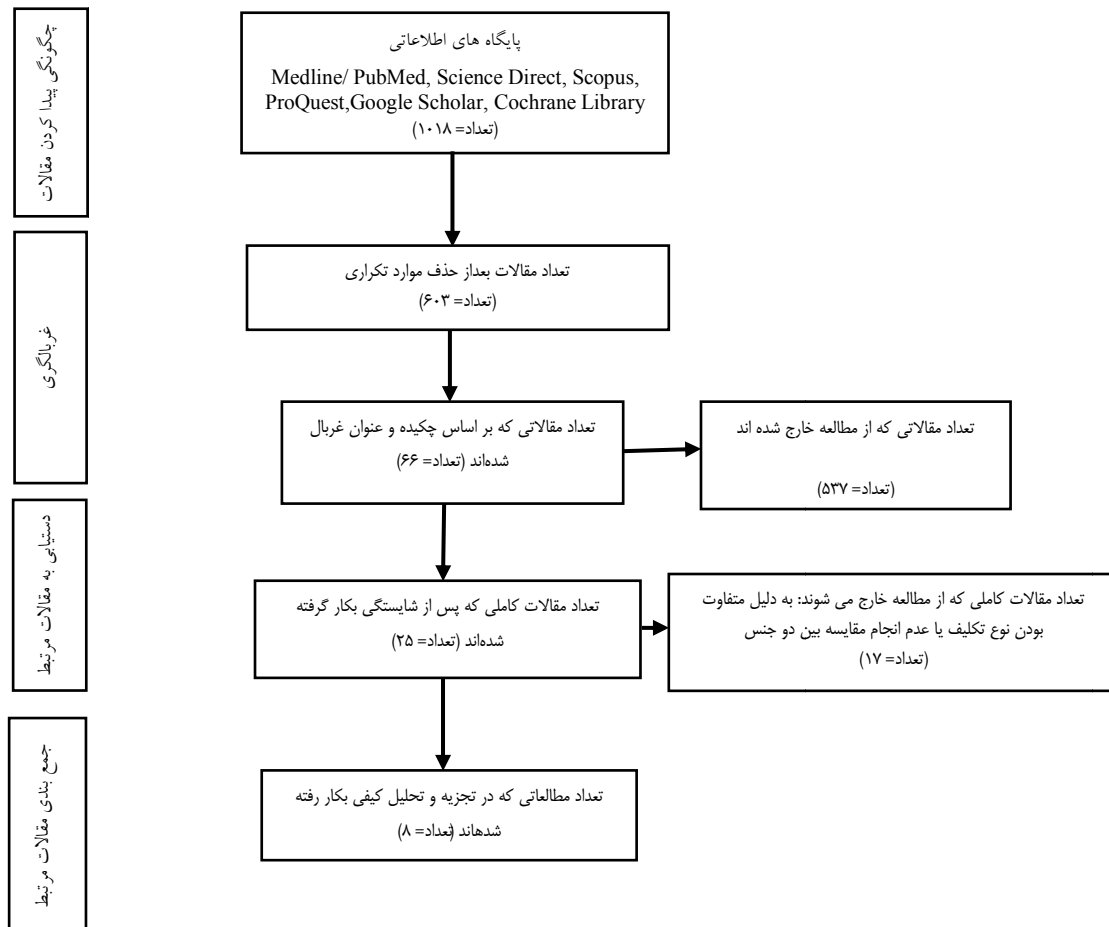 چگونگی پیدا کردن مقالات
پایگاه های اطلاعاتی
Medline/ PubMed, Science Direct, Scopus,
ProQuest,Google Scholar, Cochrane Library
(تعداد= ۱۰۱۸)
غربالگری
تعداد مقالات بعداز حذف موارد تکراری
(تعداد= ۶۰۳)
تعداد مقالاتی که بر اساس چکیده و عنوان غربال
شده‌اند (تعداد= ۶۶)
تعداد مقالاتی که از مطالعه خارج شده اند
(تعداد= ۵۳۷)
دستیابی به مقالات مرتبط
تعداد مقالات کاملی که پس از شایستگی بکار گرفته
شده‌اند (تعداد= ۲۵)
تعداد مقالات کاملی که از مطالعه خارج می شوند: به دلیل متفاوت
بودن نوع تکلیف یا عدم انجام مقایسه بین دو جنس
(تعداد= ۱۷)
جمع بندی مقالات مرتبط
تعداد مطالعاتی که در تجزیه و تحلیل کیفی بکار رفته
شدهاند (تعداد= ۸)